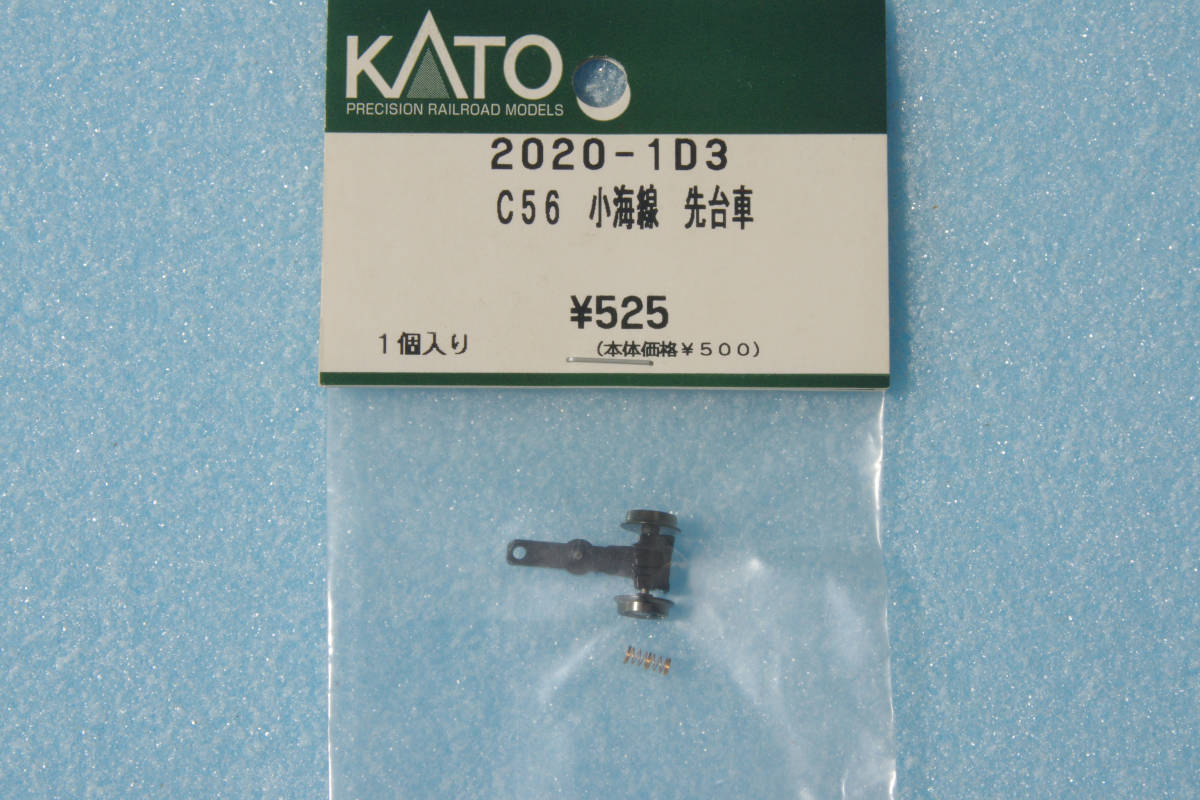 KATO
PRECISION RAILROAD MODELS
2020-1D3
C56 小海線 先台車
¥525
1個入り
(本体価格¥500)